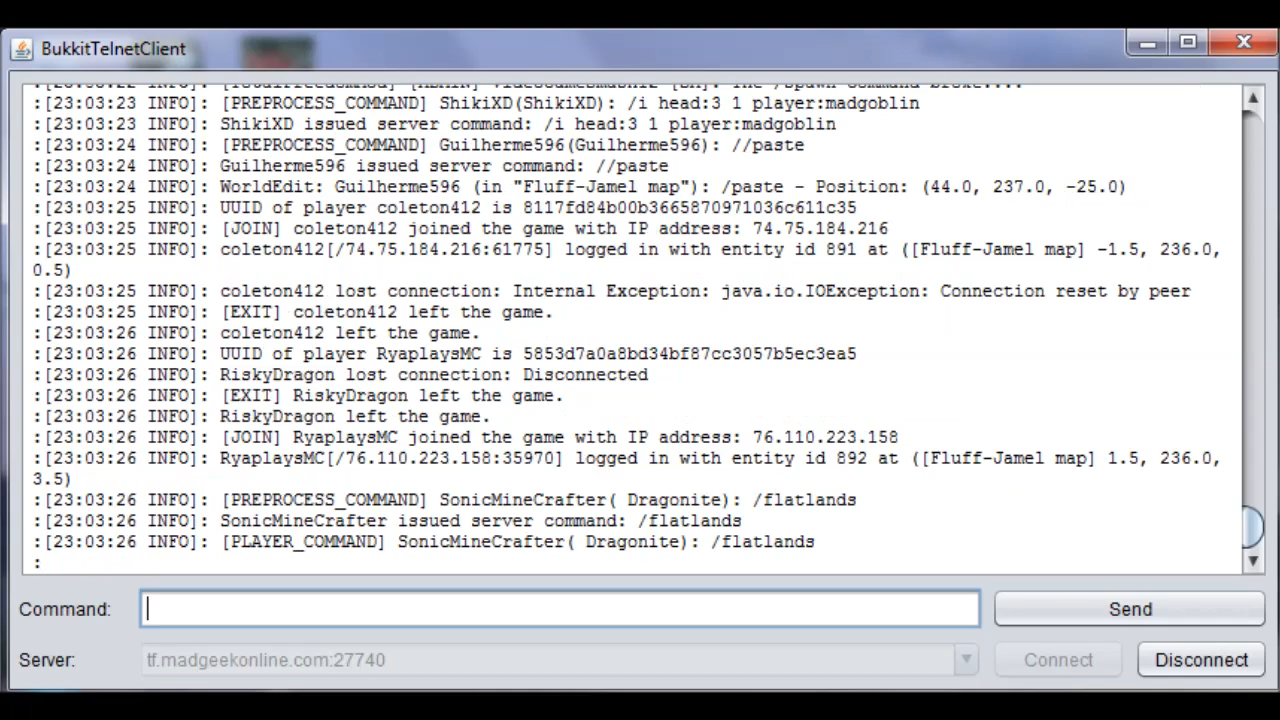 BukkitTelnetClient
:[23:03:23 INFO]: [PREPROCESS_COMMAND] ShikiXD(ShikiXD): /i head:3 1 player:madgoblin
:[23:03:23 INFO]: ShikiXD issued server command: /i head:3 1 player:madgoblin
:[23:03:24 INFO]: [PREPROCESS_COMMAND] Guilherme596(Guilherme596): //paste
:[23:03:24 INFO]: Guilherme596 issued server command: //paste
:[23:03:24 INFO]: WorldEdit: Guilherme596 (in "Fluff-Jamel map"): /paste - Position: (44.0, 237.0, -25.0)
:[23:03:25 INFO]: UUID of player coleton412 is 8117fd84b00b3665870971036c611c35
:[23:03:25 INFO]: [JOIN] coleton412 joined the game with IP address: 74.75.184.216
:[23:03:25 INFO]: coleton412[/74.75.184.216:61775] logged in with entity id 891 at ([Fluff-Jamel map] -1.5, 236.0,
0.5)
:[23:03:25 INFO]: coleton412 lost connection: Internal Exception: java.io.IOException: Connection reset by peer
:[23:03:25 INFO]: [EXIT] coleton412 left the game.
:[23:03:26 INFO]: coleton412 left the game.
:[23:03:26 INFO]: UUID of player RyaplaysMC is 5853d7a0a8bd34bf87cc3057b5ec3ea5
:[23:03:26 INFO]: RiskyDragon lost connection: Disconnected
:[23:03:26 INFO]: [EXIT] RiskyDragon left the game.
:[23:03:26 INFO]: RiskyDragon left the game.
:[23:03:26 INFO]: [JOIN] RyaplaysMC joined the game with IP address: 76.110.223.158
:[23:03:26 INFO]: RyaplaysMC[/76.110.223.158:35970] logged in with entity id 892 at ([Fluff-Jamel map] 1.5, 236.0,
3.5)
:[23:03:26 INFO]: [PREPROCESS_COMMAND] SonicMineCrafter( Dragonite): /flatlands
:[23:03:26 INFO]: SonicMineCrafter issued server command: /flatlands
:[23:03:26 INFO]: [PLAYER_COMMAND] SonicMineCrafter( Dragonite): /flatlands
:
Command:
Send
Server:
tf.madgeekonline.com:27740
Connect
Disconnect